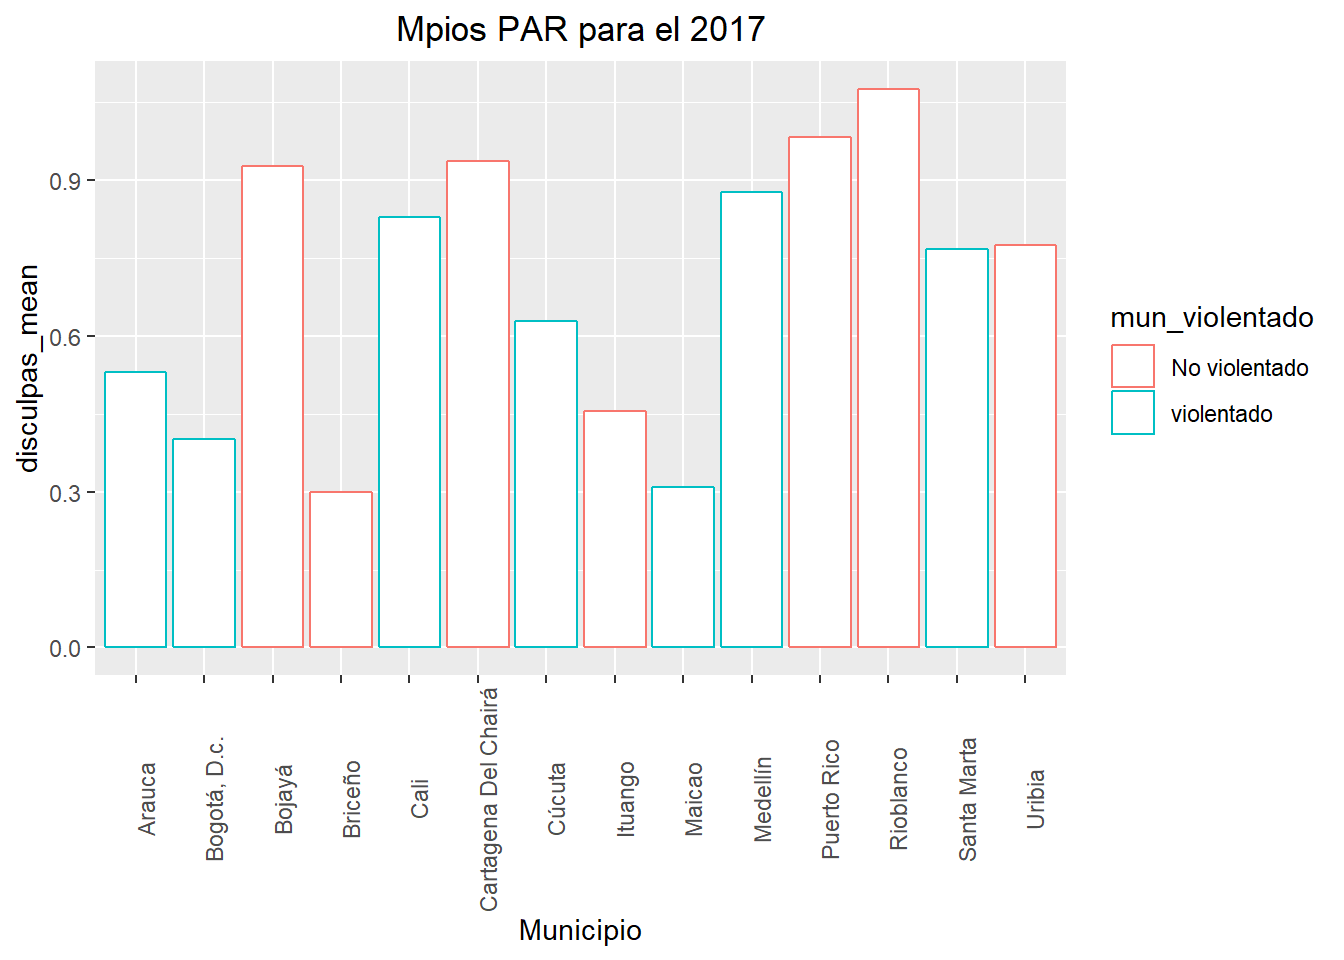 Mpios PAR para el 2017
disculpas_mean
0.9
0.6
0.3
0.0
Arauca
Bogotá, D.c.
Bojayá
Briceño
Cali
Cartagena Del Chairá
Cúcuta
Ituango
Maicao
Medellín
Puerto Rico
Rioblanco
Santa Marta
Uribia
Municipio
mun_violentado
No violentado
violentado